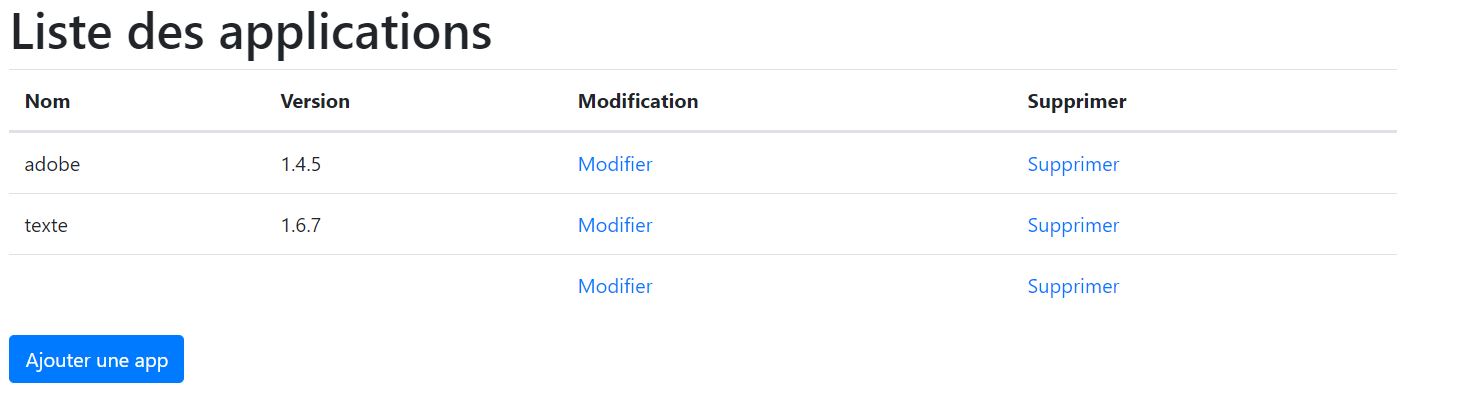 Liste des applications
Nom Version Modification Supprimer
adobe 1.4.5 Modifier Supprimer
texte 1.6.7 Modifier Supprimer
Modifier Supprimer
Ajouter une app